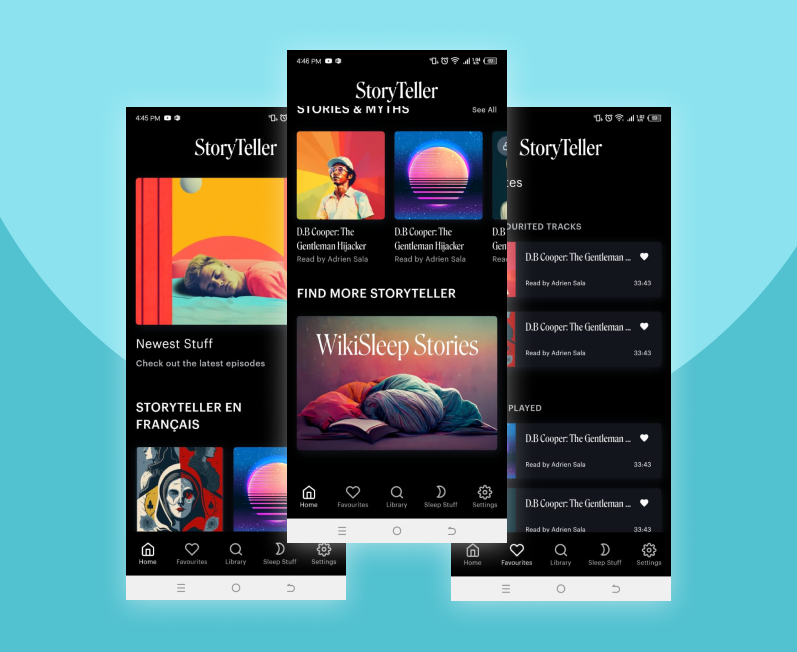 4:45 PM
StoryTeller
Newest Stuff
Check out the latest episodes
STORYTELLER EN
FRANÇAIS
Home
Favourites
Library
Sleep Stuff
Settings
4:46 PM
StoryTeller
STORIES & MYTHS
See All
D.B Cooper: The
Gentleman Hijacker
Read by Adrien Sala
D.B Cooper: The
Gentleman Hijacker
Read by Adrien Sala
D.B
Gen
Rea
FIND MORE STORYTELLER
WikiSleep Stories
Home
Favourites
Library
Sleep Stuff
Settings
StoryTeller
tes
OURITED TRACKS
D.B Cooper: The Gentleman ...
Read by Adrien Sala
33:43
D.B Cooper: The Gentleman ...
Read by Adrien Sala
33:43
PLAYED
D.B Cooper: The Gentleman ...
Read by Adrien Sala
33:43
D.B Cooper: The Gentleman ...
Read by Adrien Sala
33:43
Home
Favourites
Library
Sleep Stuff
Settings